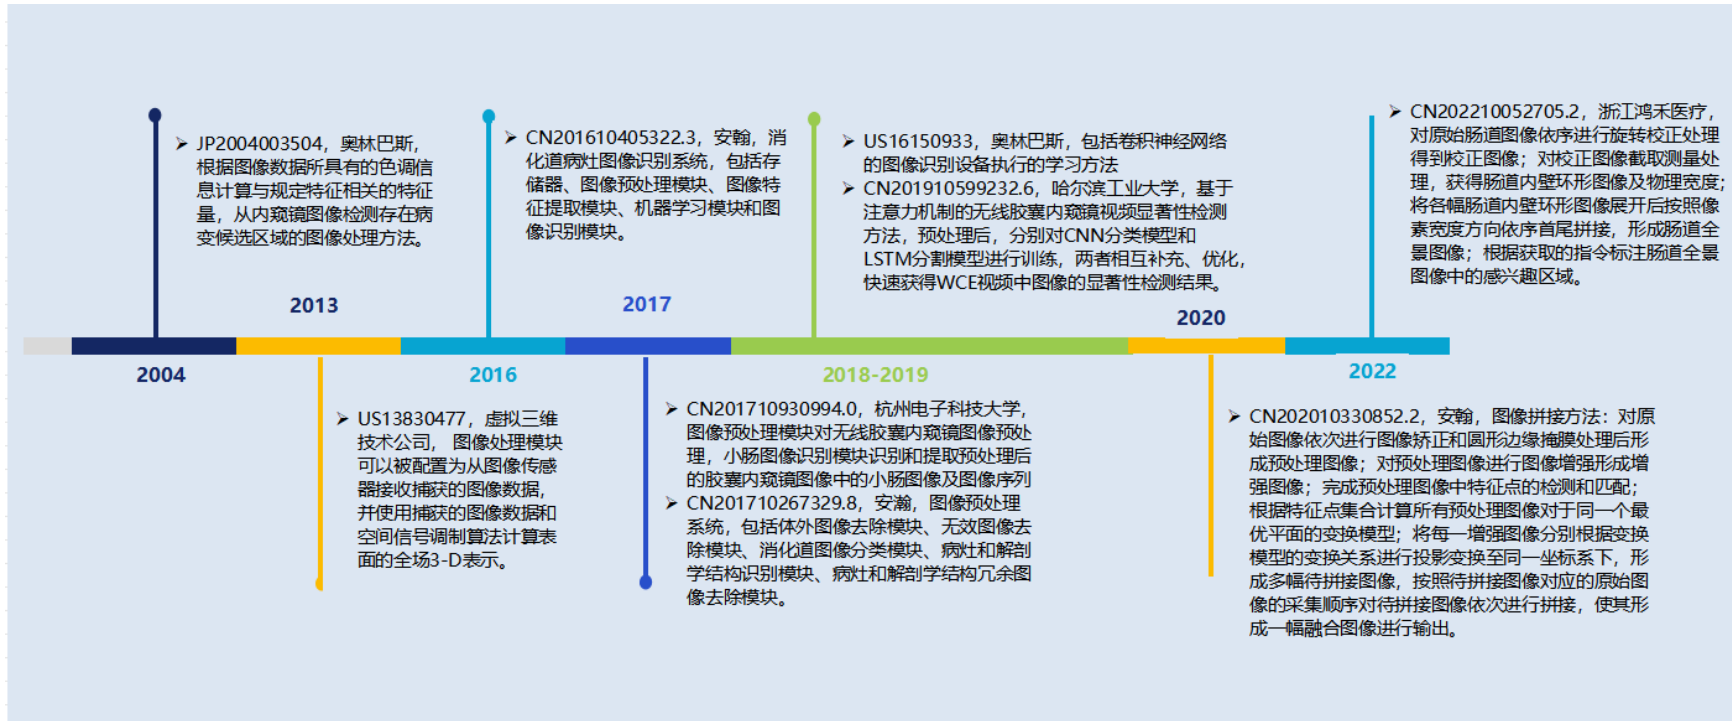 ➤ JP2004003504，奥林巴斯，
根据图像数据所具有的色调信
息计算与规定特征相关的特征
量，从内窥镜图像检测存在病
变候选区域的图像处理方法。
2004
2013
➤ US13830477，虚拟三维
技术公司， 图像处理模块
可以被配置为从图像传感
器接收捕获的图像数据，
并使用捕获的图像数据和
空间信号调制算法计算表
面的全场3-D表示。
➤ CN201610405322.3，安翰，消
化道病灶图像识别系统，包括存
储器、图像预处理模块、图像特
征提取模块、机器学习模块和图
像识别模块。
2016
2017
➤ CN201710930994.0，杭州电子科技大学，
图像预处理模块对无线胶囊内窥镜图像预处
理，小肠图像识别模块识别和提取预处理后
的胶囊内窥镜图像中的小肠图像及图像序列
➤ CN201710267329.8，安瀚，图像预处理
系统，包括体外图像去除模块、无效图像去
除模块、消化道图像分类模块、病灶和解剖
学结构识别模块、病灶和解剖学结构冗余图
像去除模块。
➤ US16150933，奥林巴斯，包括卷积神经网络
的图像识别设备执行的学习方法
➤ CN201910599232.6，哈尔滨工业大学，基于
注意力机制的无线胶囊内窥镜视频显著性检测
方法，预处理后，分别对CNN分类模型和
LSTM分割模型进行训练，两者相互补充、优化，
快速获得WCE视频中图像的显著性检测结果。
2018-2019
2020
➤ CN202010330852.2，安翰，图像拼接方法：对原
始图像依次进行图像矫正和圆形边缘掩膜处理后形
成预处理图像；对预处理图像进行图像增强形成增
强图像；完成预处理图像中特征点的检测和匹配；
根据特征点集合计算所有预处理图像对于同一个最
优平面的变换模型；将每一增强图像分别根据变换
模型的变换关系进行投影变换至同一坐标系下，形
成多幅待拼接图像，按照待拼接图像对应的原始图
像的采集顺序对待拼接图像依次进行拼接，使其形
成一幅融合图像进行输出。
➤ CN202210052705.2，浙江鸿禾医疗，
对原始肠道图像依序进行旋转校正处理
得到校正图像；对校正图像截取测量处
理，获得肠道内壁环形图像及物理宽度；
将各幅肠道内壁环形图像展开后按照像
素宽度方向依序首尾拼接，形成肠道全
景图像；根据获取的指令标注肠道全景
图像中的感兴趣区域。
2022